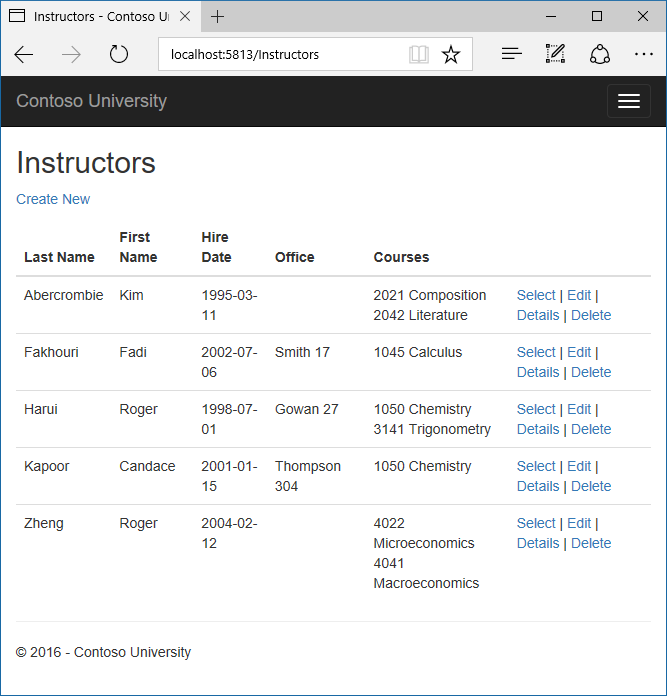 Instructors - Contoso U
localhost:5813/Instructors
Contoso University
Instructors
Create New
Last Name First Name Hire Date Office Courses
Abercrombie Kim 1995-03- 2021 Composition Select | Edit |
11 2042 Literature Details | Delete
Fakhouri Fadi 2002-07- Smith 17 1045 Calculus Select | Edit |
06 Details | Delete
Harui Roger 1998-07- Gowan 27 1050 Chemistry Select | Edit |
01 3141 Trigonometry Details | Delete
Kapoor Candace 2001-01- Thompson 1050 Chemistry Select | Edit |
15 304 Details | Delete
Zheng Roger 2004-02- 4022 Select | Edit |
12 Microeconomics Details | Delete
4041
Macroeconomics
© 2016 - Contoso University